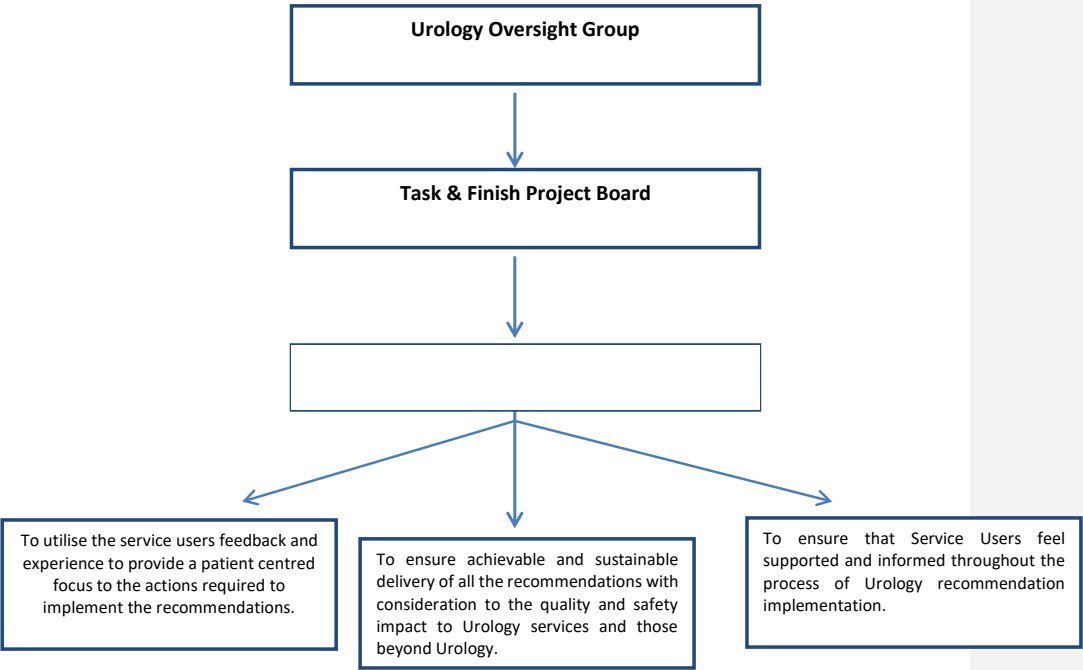 Urology Oversight Group
Task & Finish Project Board
To utilise the service users feedback and
experience to provide a patient centred
focus to the actions required to
implement the recommendations.
To ensure achievable and sustainable
delivery of all the recommendations with
consideration to the quality and safety
impact to Urology services and those
beyond Urology.
To ensure that Service Users feel
supported and informed throughout the
process of Urology recommendation
implementation.